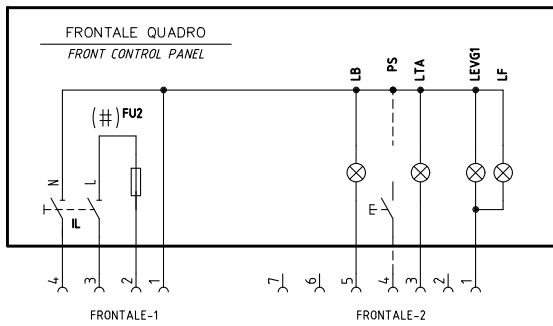 FRONTALE QUADRO
FRONT CONTROL PANEL
LB
PS
LTA
LEVG1
LF
(#) FU2
N
L
IL
4
3
2
1
7
6
5
4
3
2
1
FRONTALE-1
FRONTALE-2